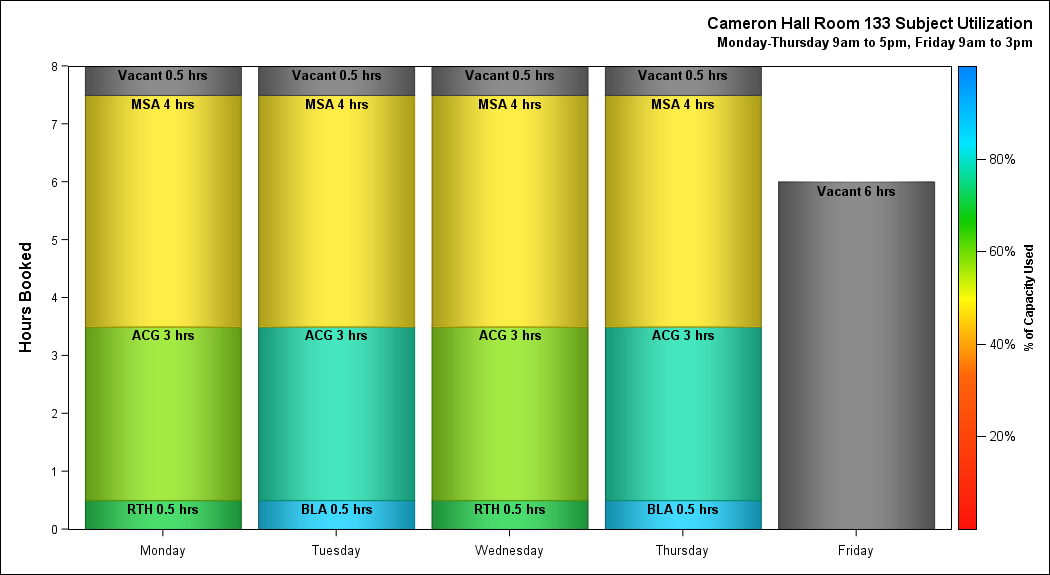 Cameron Hall Room 133 Subject Utilization
Monday-Thursday 9am to 5pm, Friday 9am to 3pm
Hours Booked
8
7
6
5
4
3
2
1
0
Vacant 0.5 hrs
MSA 4 hrs
ACG 3 hrs
RTH 0.5 hrs
Monday
Vacant 0.5 hrs
MSA 4 hrs
ACG 3 hrs
BLA 0.5 hrs
Tuesday
Vacant 0.5 hrs
MSA 4 hrs
ACG 3 hrs
RTH 0.5 hrs
Wednesday
Vacant 0.5 hrs
MSA 4 hrs
ACG 3 hrs
BLA 0.5 hrs
Thursday
Vacant 6 hrs
Friday
80%
60%
40%
20%
% of Capacity Used